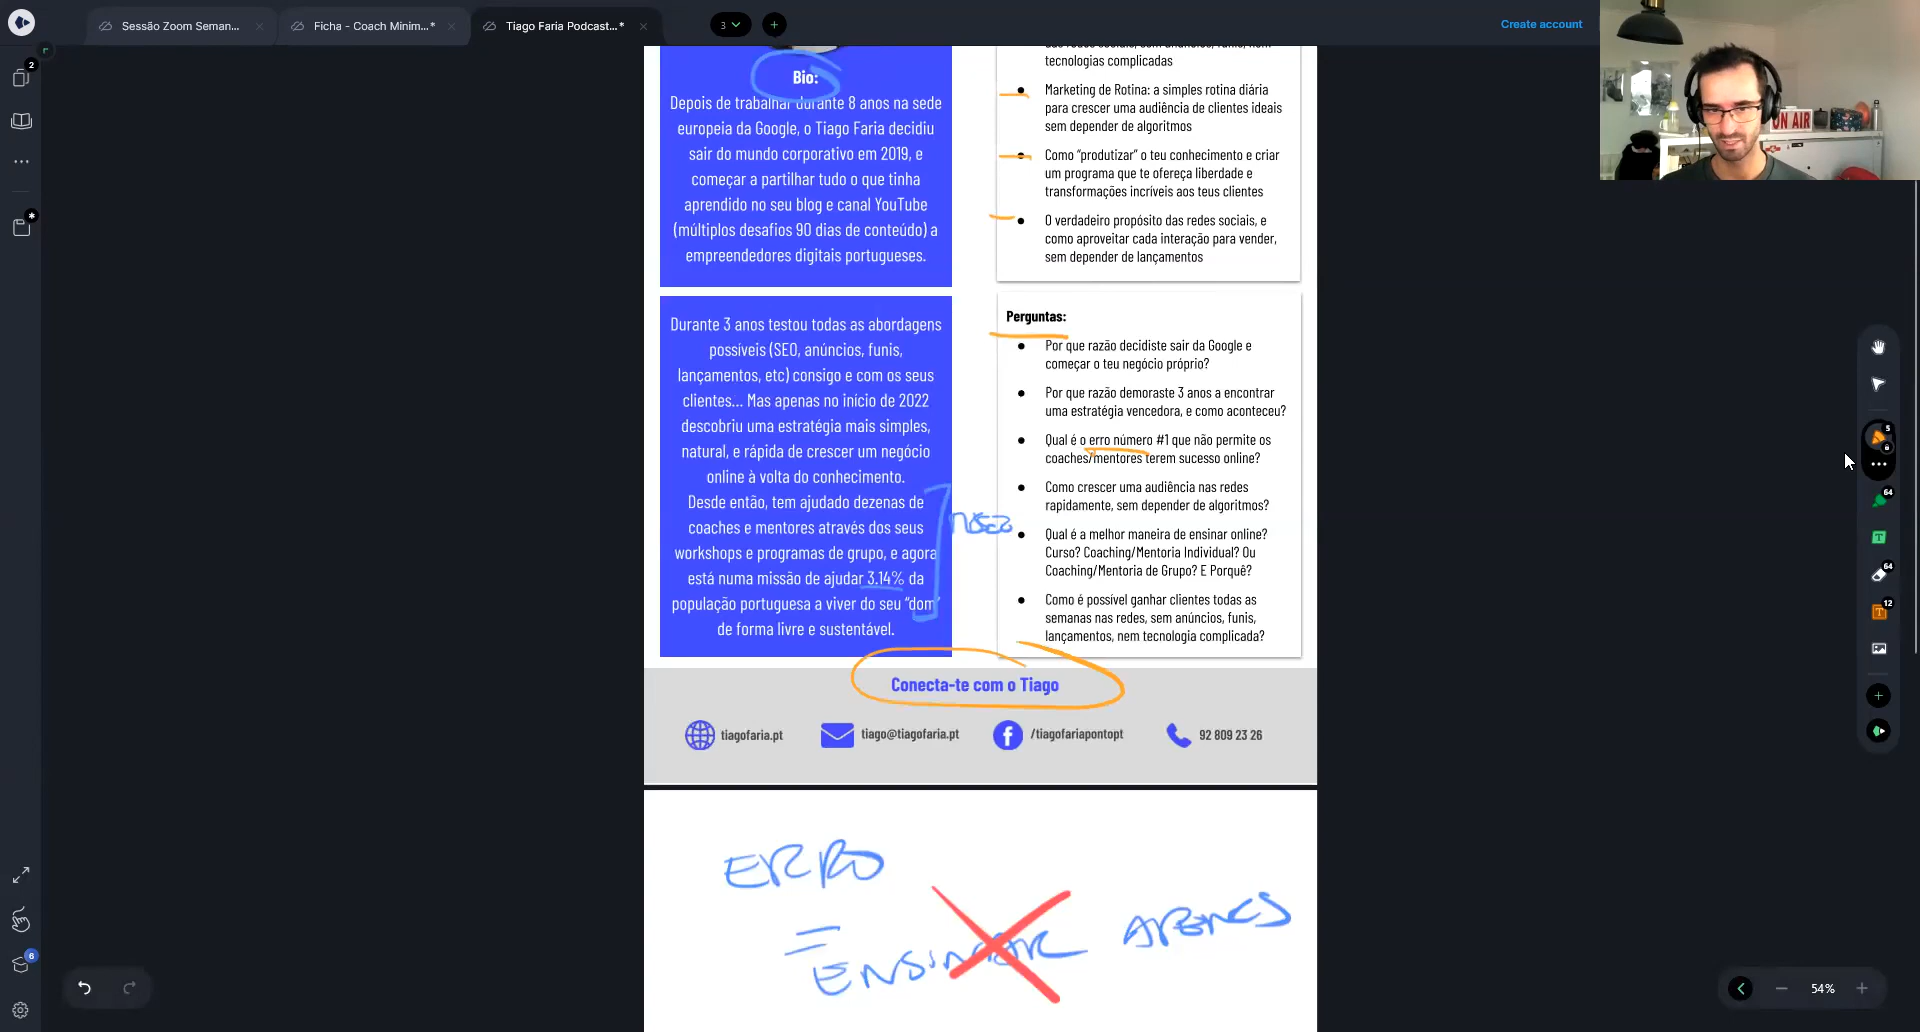 Sessão Zoom Seman...
Ficha - Coach Minim...*
Tiago Faria Podcast...*
3
Create account
ON AIR
2
Bio:
Depois de trabalhar durante 8 anos na sede
europeia da Google, o Tiago Faria decidiu
sair do mundo corporativo em 2019, e
começar a partilhar tudo o que tinha
aprendido no seu blog e canal YouTube
(múltiplos desafios 90 dias de conteúdo) a
empreendedores digitais portugueses.
Durante 3 anos testou todas as abordagens
possíveis (SEO, anúncios, funis,
lançamentos, etc) consigo e com os seus
clientes... Mas apenas no início de 2022
descobriu uma estratégia mais simples,
natural, e rápida de crescer um negócio
online à volta do conhecimento.
Desde então, tem ajudado dezenas de
coaches e mentores através dos seus
workshops e programas de grupo, e agora
está numa missão de ajudar 3.14% da
população portuguesa a viver do seu "dom"
de forma livre e sustentável.
tecnologias complicadas
Marketing de Rotina: a simples rotina diária
para crescer uma audiência de clientes ideais
sem depender de algoritmos
Como "produtizar" o teu conhecimento e criar
um programa que te ofereça liberdade e
transformações incríveis aos teus clientes
O verdadeiro propósito das redes sociais, e
como aproveitar cada interação para vender,
sem depender de lançamentos
Perguntas:
Por que razão decidiste sair da Google e
começar o teu negócio próprio?
Por que razão demoraste 3 anos a encontrar
uma estratégia vencedora, e como aconteceu?
Qual é o erro número #1 que não permite os
coaches/mentores terem sucesso online?
Como crescer uma audiência nas redes
rapidamente, sem depender de algoritmos?
Qual é a melhor maneira de ensinar online?
Curso? Coaching/Mentoria Individual? Ou
Coaching/Mentoria de Grupo? E Porquê?
Como é possível ganhar clientes todas as
semanas nas redes, sem anúncios, funis,
lançamentos, nem tecnologia complicada?
Conecta-te com o Tiago
tiagofaria.pt
tiago@tiagofaria.pt
/tiagofariapontopt
92 809 23 26
ERRO
= ENSINAR APENAS
5
64
64
12
6
54%